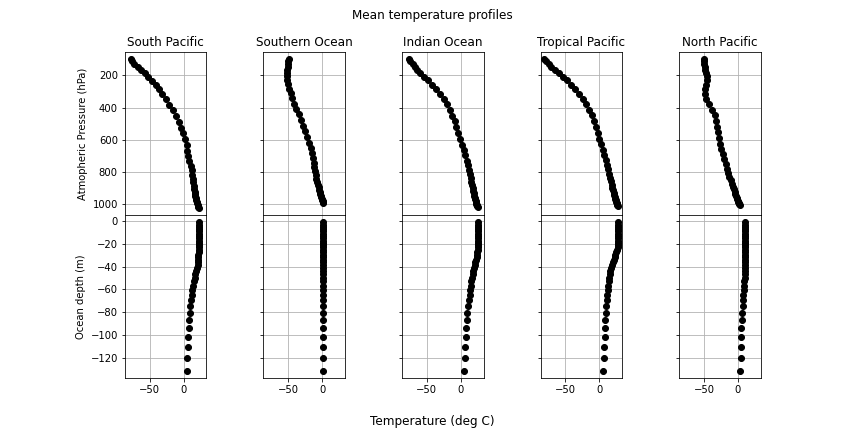 Mean temperature profiles
South Pacific Southern Ocean Indian Ocean Tropical Pacific North Pacific
Atmopheric Pressure (hPa)
200
400
600
800
1000
Ocean depth (m)
0
−20
−40
−60
−80
−100
−120
−50 0 −50 0 −50 0 −50 0 −50 0
Temperature (deg C)